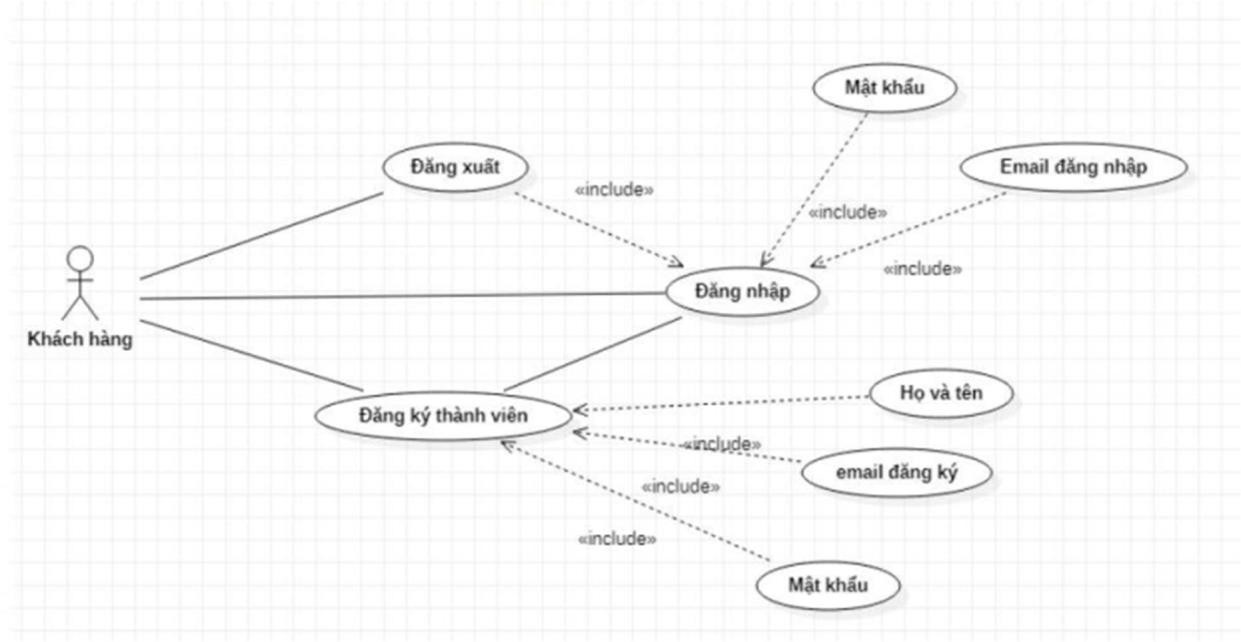 Mật khẩu
Đăng xuất
«include»
Email đăng nhập
«include»
«include»
Đăng nhập
Khách hàng
Họ và tên
Đăng ký thành viên
«include»
email đăng ký
«include»
«include»
Mật khẩu